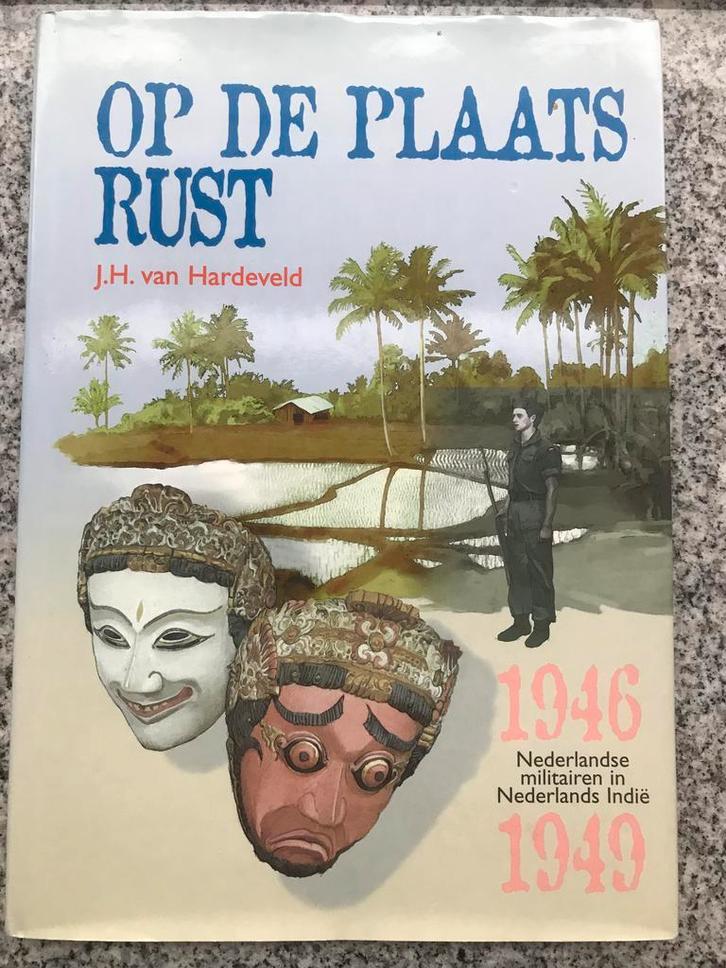 OP DE PLAATS
RUST
J.H. van Hardeveld
1946
Nederlandse
militairen in
Nederlands Indië
1949